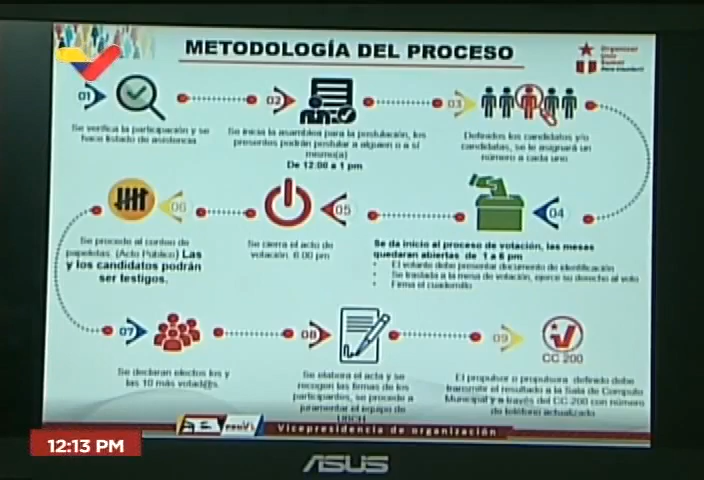 METODOLOGÍA DEL PROCESO
01
Se verifica la participación y se
hace listado de asistencia
02
Se inicia la asamblea para la postulación, los
presentes podrán postular a alguien o a sí
mismo(a)
De 12:00 a 1 pm
03
Definidos los candidatos y/o
candidatas, se le asignará un
número a cada uno
04
Se da inicio al proceso de votación, las mesas
quedaran abiertas de 1 a 6 pm
• El votante debe presentar documento de identificación
• Se traslada a la mesa de votación, ejerce su derecho al voto
• Firma el cuadernillo
05
Se cierra el acto de
votación 6:00 pm
06
Se procede al conteo de
papeletas. (Acto Público) Las
y los candidatos podrán
ser testigos.
07
Se declaran electos los y
las 10 más votad@s
08
Se elabora el acta y se
recogen las firmas de los
participantes, se procede a
juramentar el equipo de
UBCH
09
CC 200
El propulsor o propulsora definido debe
transmitir el resultado a la Sala de Computo
Municipal y a través del CC 200 con número
de teléfono actualizado
Vicepresidencia de organización
12:13 PM
ASUS